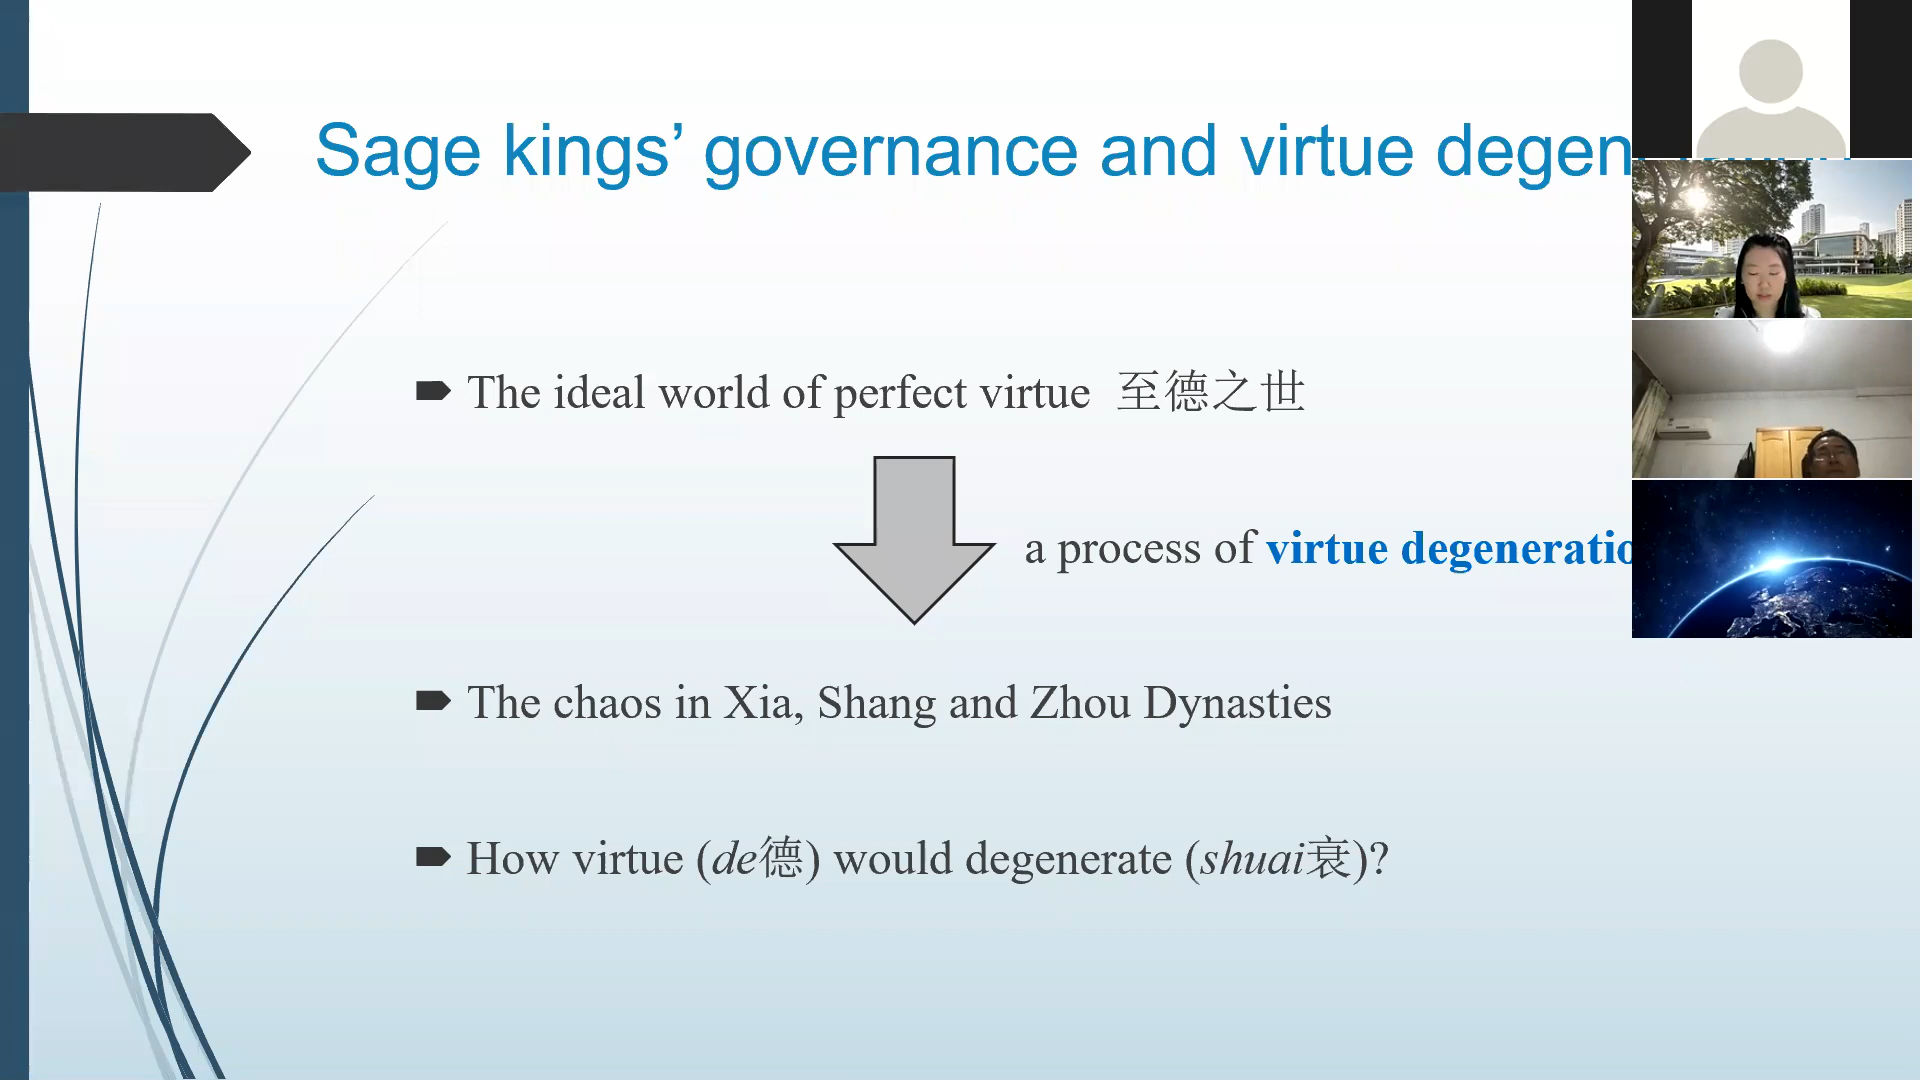 Sage kings’ governance and virtue
The ideal world of perfect virtue 至德之世
a process of virtue
The chaos in Xia, Shang and Zhou Dynasties
How virtue (de德) would degenerate (shuai衰)?